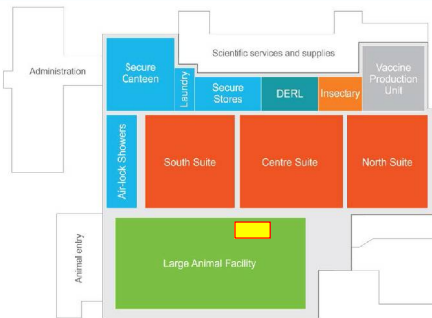 Administration
Secure
Canteen
Laundry
Scientific services and supplies
Secure
Stores
DERL
Insectary
Vaccine
Production
Unit
Air-lock Showers
South Suite
Centre Suite
North Suite
Animal entry
Large Animal Facility